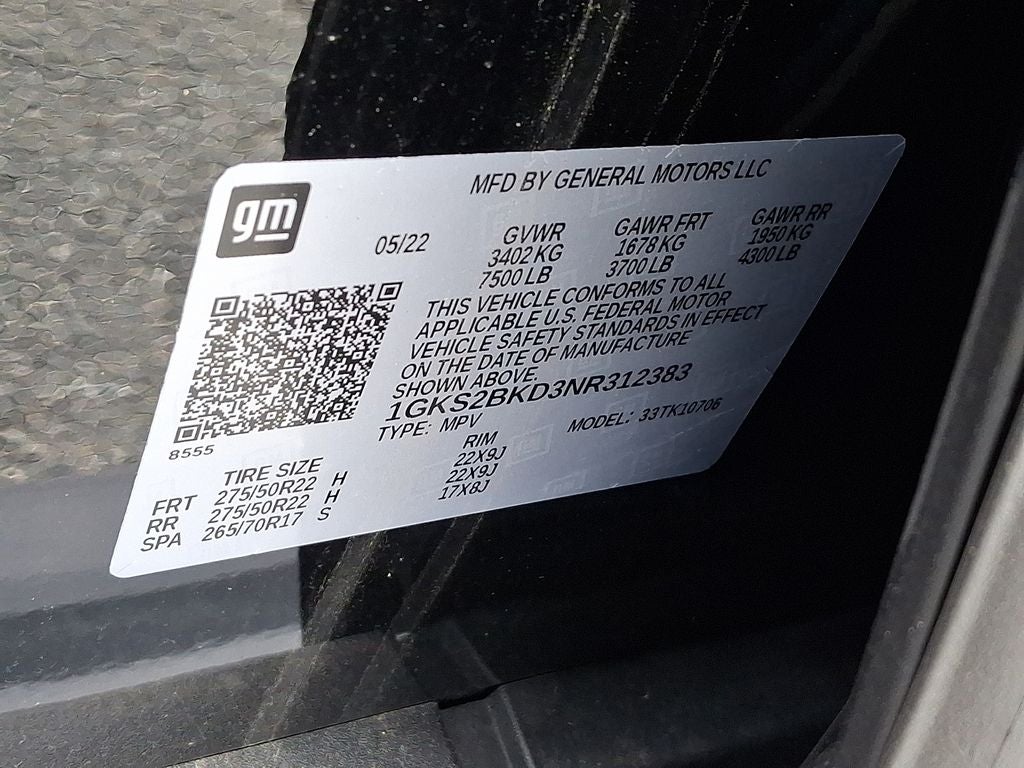 MFD BY GENERAL MOTORS LLC
gm
05/22 GVWR GAWR FRT GAWR RR
3402 KG 1678 KG 1950 KG
7500 LB 3700 LB 4300 LB
THIS VEHICLE CONFORMS TO ALL
APPLICABLE U.S. FEDERAL MOTOR
VEHICLE SAFETY STANDARDS IN EFFECT
ON THE DATE OF MANUFACTURE
SHOWN ABOVE.
1GKS2BKD3NR312383
TYPE: MPV MODEL: 33TK10706
8555
TIRE SIZE RIM
FRT 275/50R22 H 22X9J
RR 275/50R22 H 22X9J
SPA 265/70R17 S 17X8J